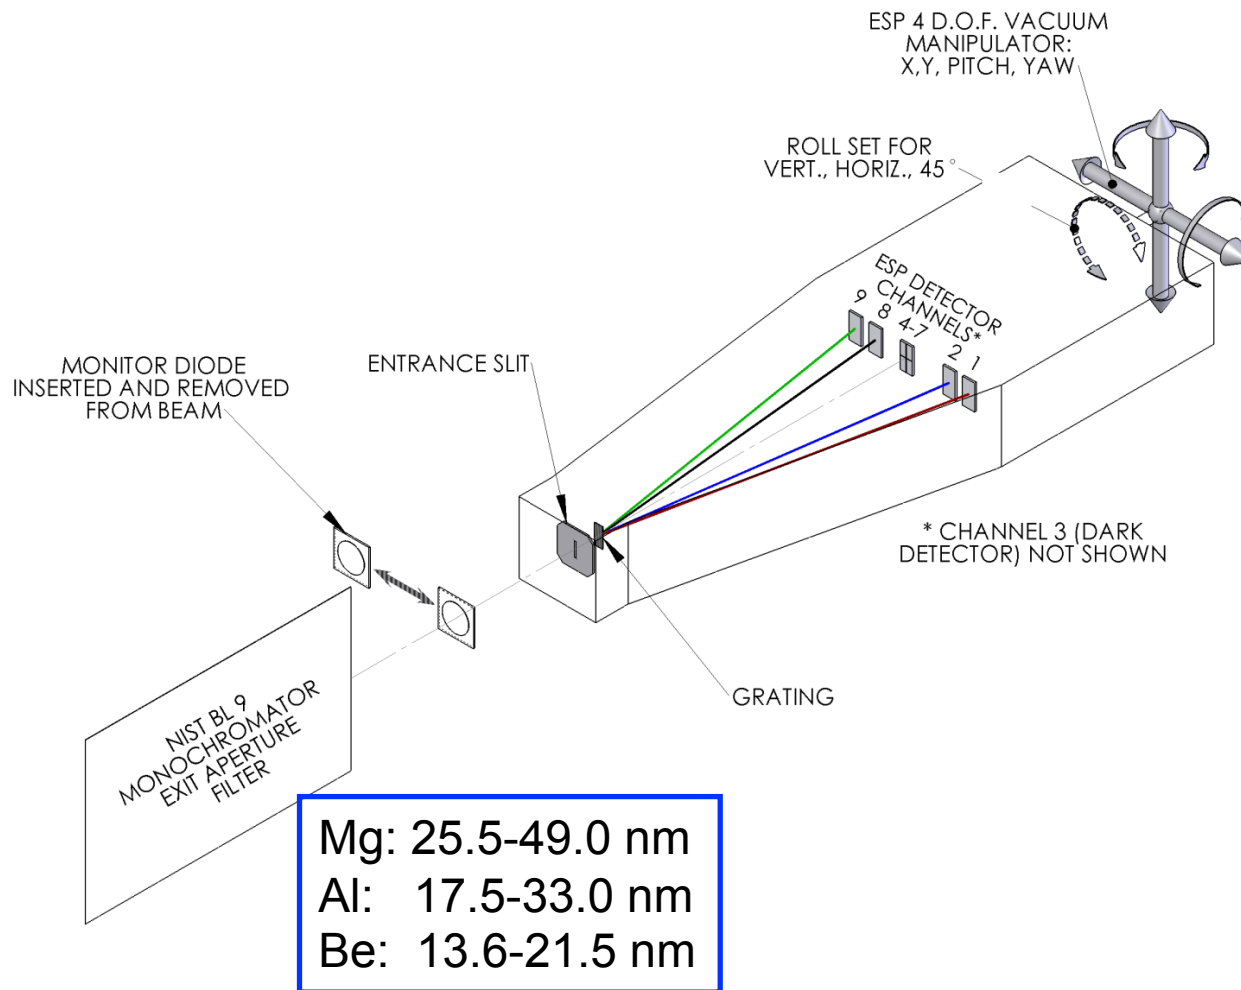 ESP 4 D.O.F. VACUUM
MANIPULATOR:
X,Y, PITCH, YAW
ROLL SET FOR
VERT., HORIZ., 45°
ESP DETECTOR
CHANNELS*
9
8
4-7
2
1
ENTRANCE SLIT
MONITOR DIODE
INSERTED AND REMOVED
FROM BEAM
* CHANNEL 3 (DARK
DETECTOR) NOT SHOWN
GRATING
NIST BL 9
MONOCHROMATOR
EXIT APERTURE
FILTER
Mg: 25.5-49.0 nm
Al: 17.5-33.0 nm
Be: 13.6-21.5 nm